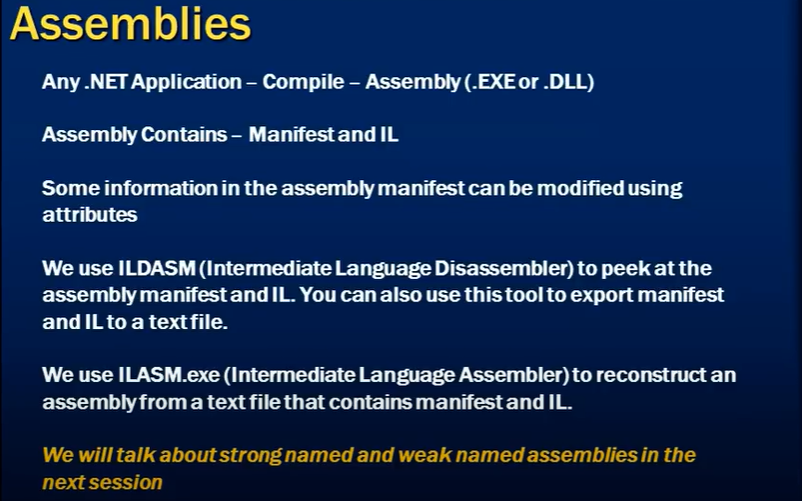 Assemblies
Any .NET Application – Compile – Assembly (.EXE or .DLL)
Assembly Contains – Manifest and IL
Some information in the assembly manifest can be modified using
attributes
We use ILDASM (Intermediate Language Disassembler) to peek at the
assembly manifest and IL. You can also use this tool to export manifest
and IL to a text file.
We use ILASM.exe (Intermediate Language Assembler) to reconstruct an
assembly from a text file that contains manifest and IL.
We will talk about strong named and weak named assemblies in the
next session